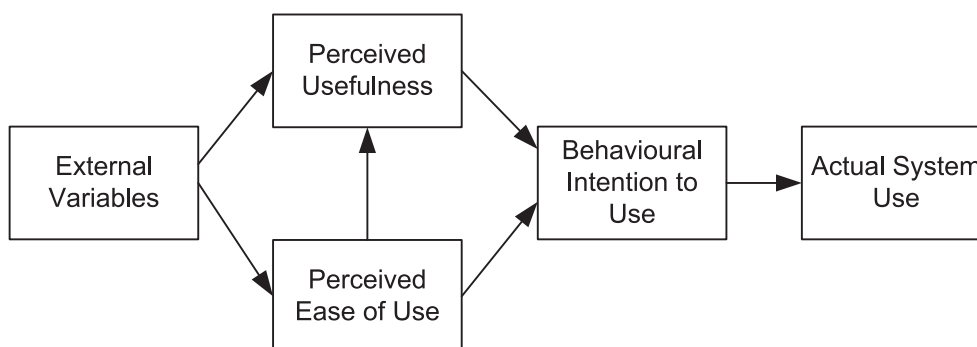 Perceived
Usefulness
External
Variables
Behavioural
Intention to
Use
Actual System
Use
Perceived
Ease of Use